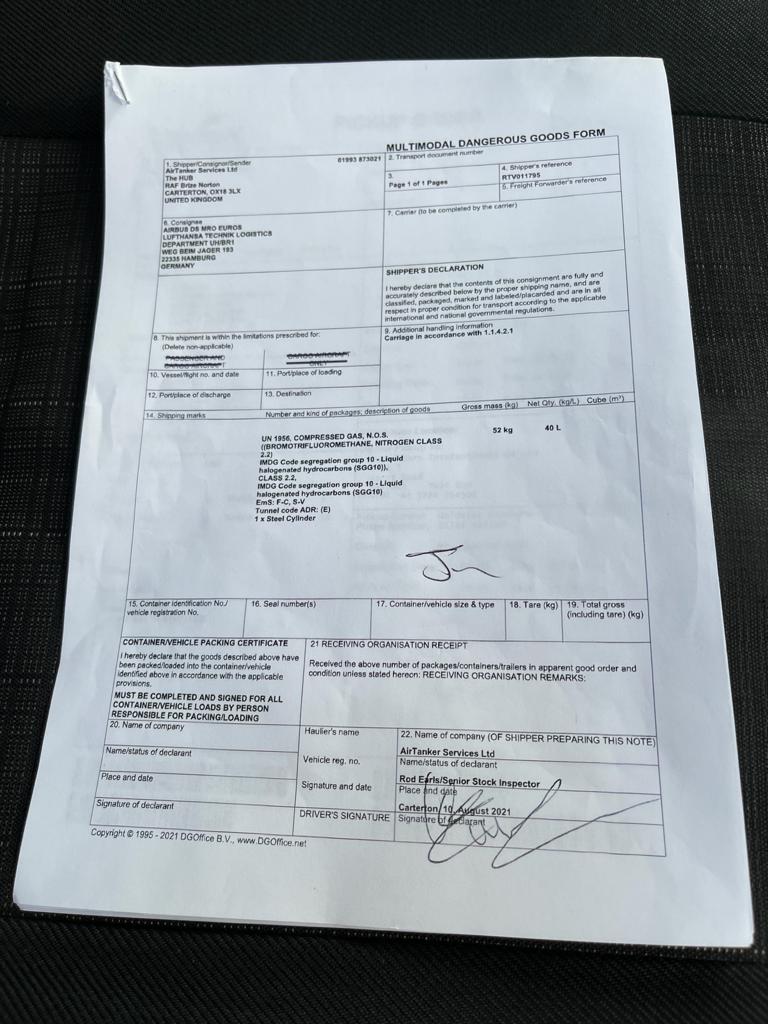 MULTIMODAL DANGEROUS GOODS FORM
1. Shipper/Consignor/Sender
01993 873021
AirTanker Services Ltd
The HUB
RAF Brize Norton
CARTERTON, OX18 3LX
UNITED KINGDOM
2. Transport document number
3.
Page 1 of 1 Pages
4. Shipper's reference
RTV011795
5. Freight Forwarder's reference
6. Consignee
AIRBUS DS MRO EUROS
LUFTHANSA TECHNIK LOGISTICS
DEPARTMENT UH/BR1
WEG BEIM JAGER 193
22335 HAMBURG
GERMANY
7. Carrier (to be completed by the carrier)
SHIPPER'S DECLARATION
I hereby declare that the contents of this consignment are fully and
accurately described below by the proper shipping name, and are
classified, packaged, marked and labeled/placarded and are in all
respect in proper condition for transport according to the applicable
international and national governmental regulations.
8. This shipment is within the limitations prescribed for:
(Delete non-applicable)
PASSENGER AND
CARGO AIRCRAFT
CARGO AIRCRAFT
ONLY
9. Additional handling information
Carriage in accordance with 1.1.4.2.1
10. Vessel/flight no. and date
11. Port/place of loading
12. Port/place of discharge
13. Destination
14. Shipping marks
Number and kind of packages; description of goods
Gross mass (kg)
Net Qty. (kg/L)
Cube (m³)
UN 1956, COMPRESSED GAS, N.O.S.
((BROMOTRIFLUOROMETHANE, NITROGEN CLASS
2.2)
IMDG Code segregation group 10 - Liquid
halogenated hydrocarbons (SGG10)),
CLASS 2.2,
IMDG Code segregation group 10 - Liquid
halogenated hydrocarbons (SGG10)
EmS: F-C, S-V
Tunnel code ADR: (E)
1 x Steel Cylinder
52 kg
40 L
15. Container identification No./
vehicle registration No.
16. Seal number(s)
17. Container/vehicle size & type
18. Tare (kg)
19. Total gross
(including tare) (kg)
CONTAINER/VEHICLE PACKING CERTIFICATE
I hereby declare that the goods described above have
been packed/loaded into the container/vehicle
identified above in accordance with the applicable
provisions.
MUST BE COMPLETED AND SIGNED FOR ALL
CONTAINER/VEHICLE LOADS BY PERSON
RESPONSIBLE FOR PACKING/LOADING
21 RECEIVING ORGANISATION RECEIPT
Received the above number of packages/containers/trailers in apparent good order and
condition unless stated hereon: RECEIVING ORGANISATION REMARKS:
20. Name of company
Name/status of declarant
Place and date
Signature of declarant
Haulier's name
Vehicle reg. no.
Signature and date
DRIVER'S SIGNATURE
22. Name of company (OF SHIPPER PREPARING THIS NOTE)
AirTanker Services Ltd
Name/status of declarant
Rod Earls/Senior Stock Inspector
Place and date
Carterton/10 August 2021
Signature of declarant
Copyright © 1995 - 2021 DGOffice B.V., www.DGOffice.net